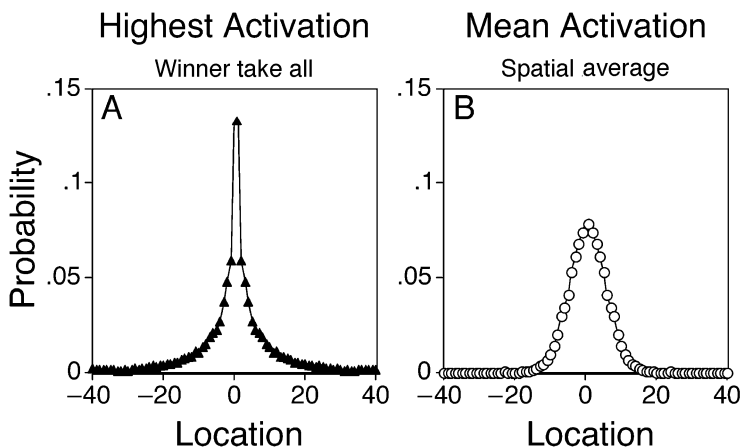 Highest Activation
Mean Activation
Winner take all
Spatial average
.15
A
.1
.05
0
Probability
−40 −20 0 20 40
Location
.15
B
.1
.05
0
−40 −20 0 20 40
Location